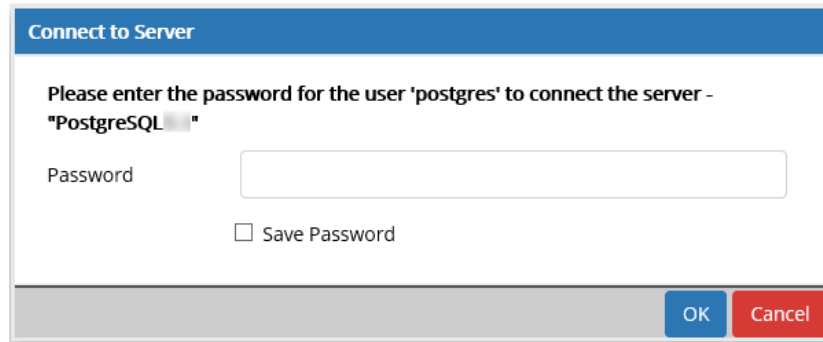 Connect to Server
Please enter the password for the user 'postgres' to connect the server -
"PostgreSQL "
Password
Save Password
OK
Cancel